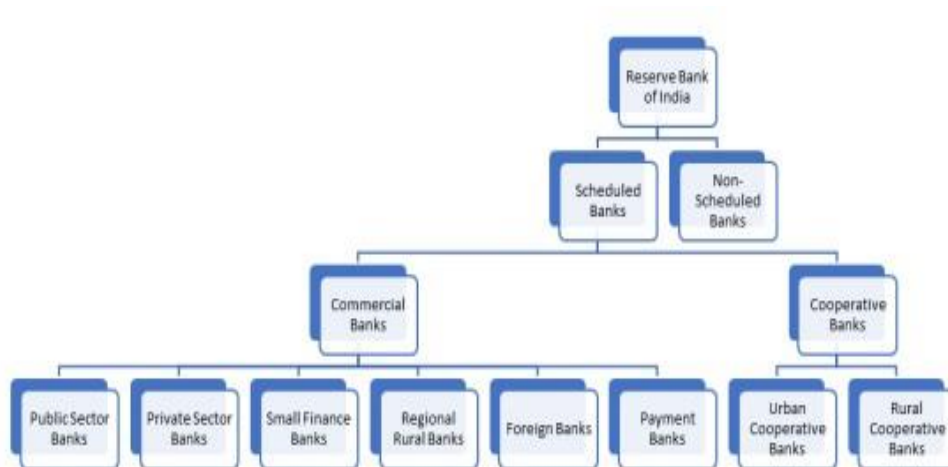 Reserve Bank
of India
Scheduled
Banks
Non-
Scheduled
Banks
Commercial
Banks
Cooperative
Banks
Public Sector
Banks
Private Sector
Banks
Small Finance
Banks
Regional
Rural Banks
Foreign Banks
Payment
Banks
Urban
Cooperative
Banks
Rural
Cooperative
Banks